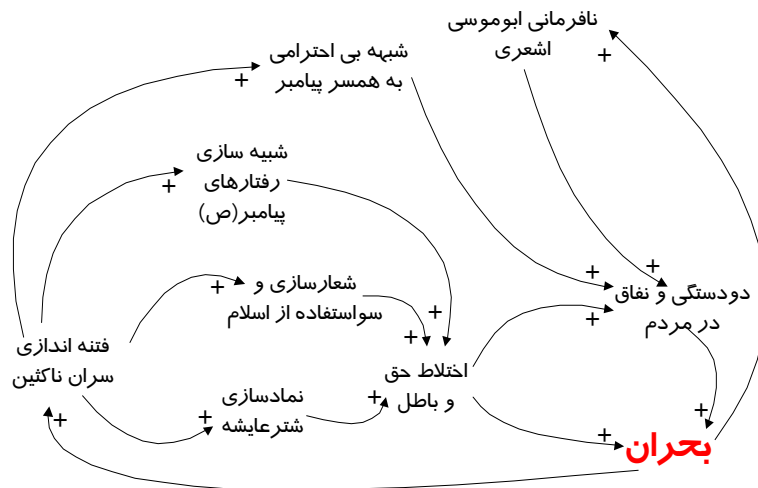 نافرمانی ابوموسی
اشعری
شبهه بی احترامی
به همسر پیامبر
+
+
شبیه سازی
رفتارهای
پیامبر(ص)
+
شعارسازی و
سواستفاده از اسلام
+
دودستگی و نفاق
در مردم
+
+
+
فتنه اندازی
سران ناکثین
+
+
+
اختلاط حق
و باطل
نمادسازی
شترعایشه
+
+
+
بحران
+
+